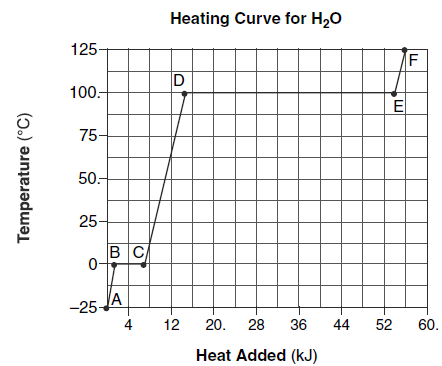 Heating Curve for H₂O
Temperature (°C)
125
100.
75
50.
25
0
–25
A
B
C
D
E
F
4 12 20. 28 36 44 52 60.
Heat Added (kJ)